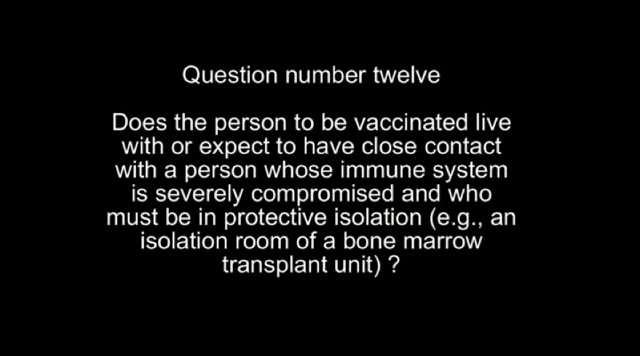 Question number twelve
Does the person to be vaccinated live
with or expect to have close contact
with a person whose immune system
is severely compromised and who
must be in protective isolation (e.g., an
isolation room of a bone marrow
transplant unit) ?